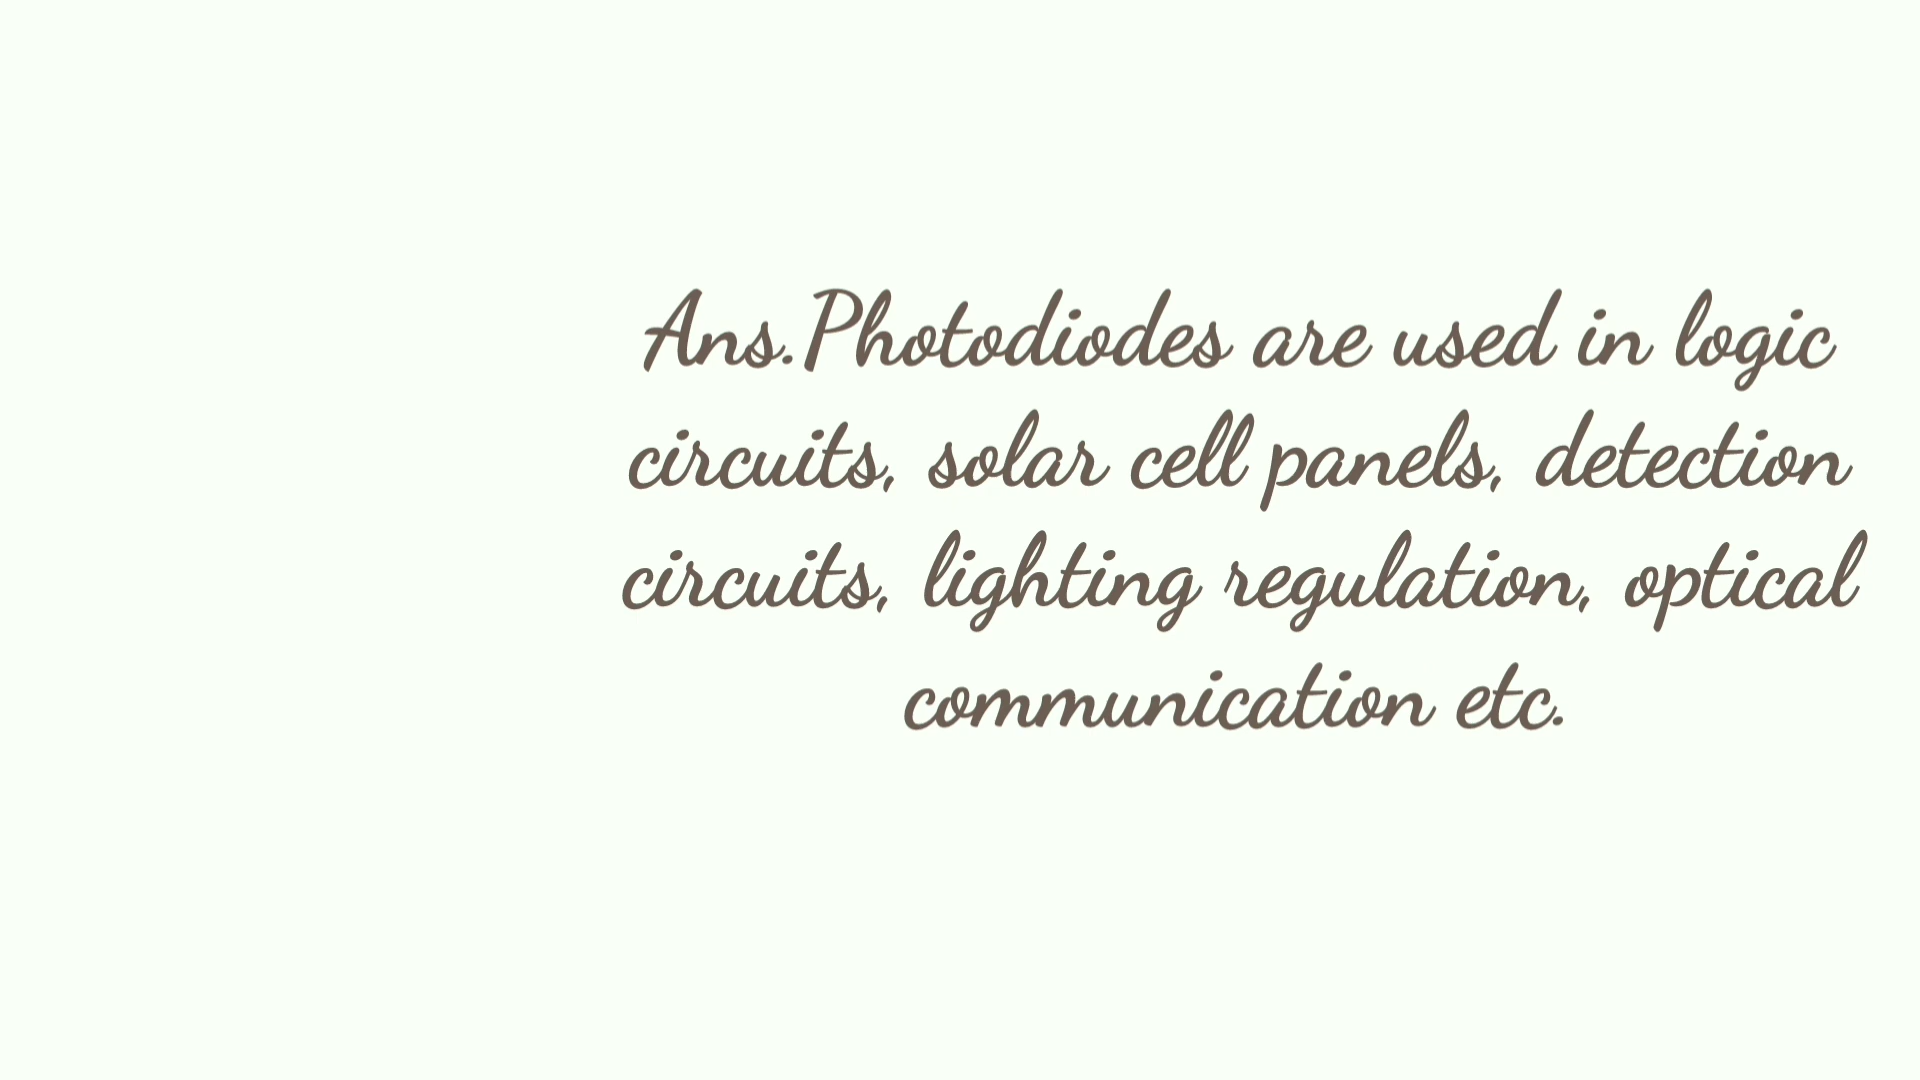 Ans.Photodiodes are used in logic
circuits, solar cell panels, detection
circuits, lighting regulation, optical
communication etc.